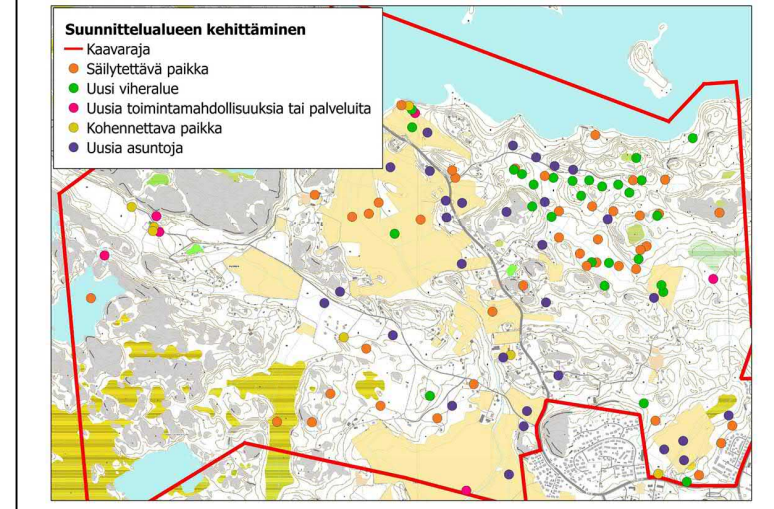 Suunnittelualueen kehittäminen
Kaavaraja
Säilytettävä paikka
Uusi viheralue
Uusia toimintamahdollisuuksia tai palveluita
Kohennettava paikka
Uusia asuntoja